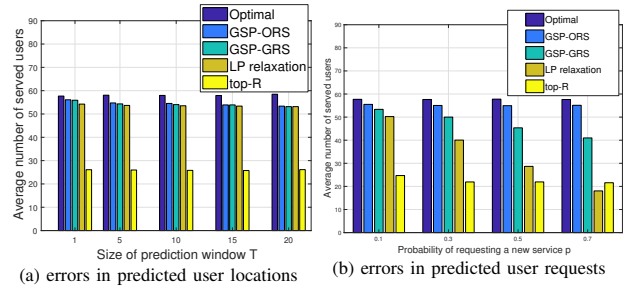 Average number of served users
90
80
70
60
50
40
30
20
10
0
1
5
10
15
20
Size of prediction window T
Optimal
GSP-ORS
GSP-GRS
LP relaxation
top-R
(a) errors in predicted user locations
Average number of served users
90
80
70
60
50
40
30
20
10
0
0.1
0.3
0.5
0.7
Probability of requesting a new service p
Optimal
GSP-ORS
GSP-GRS
LP relaxation
top-R
(b) errors in predicted user requests